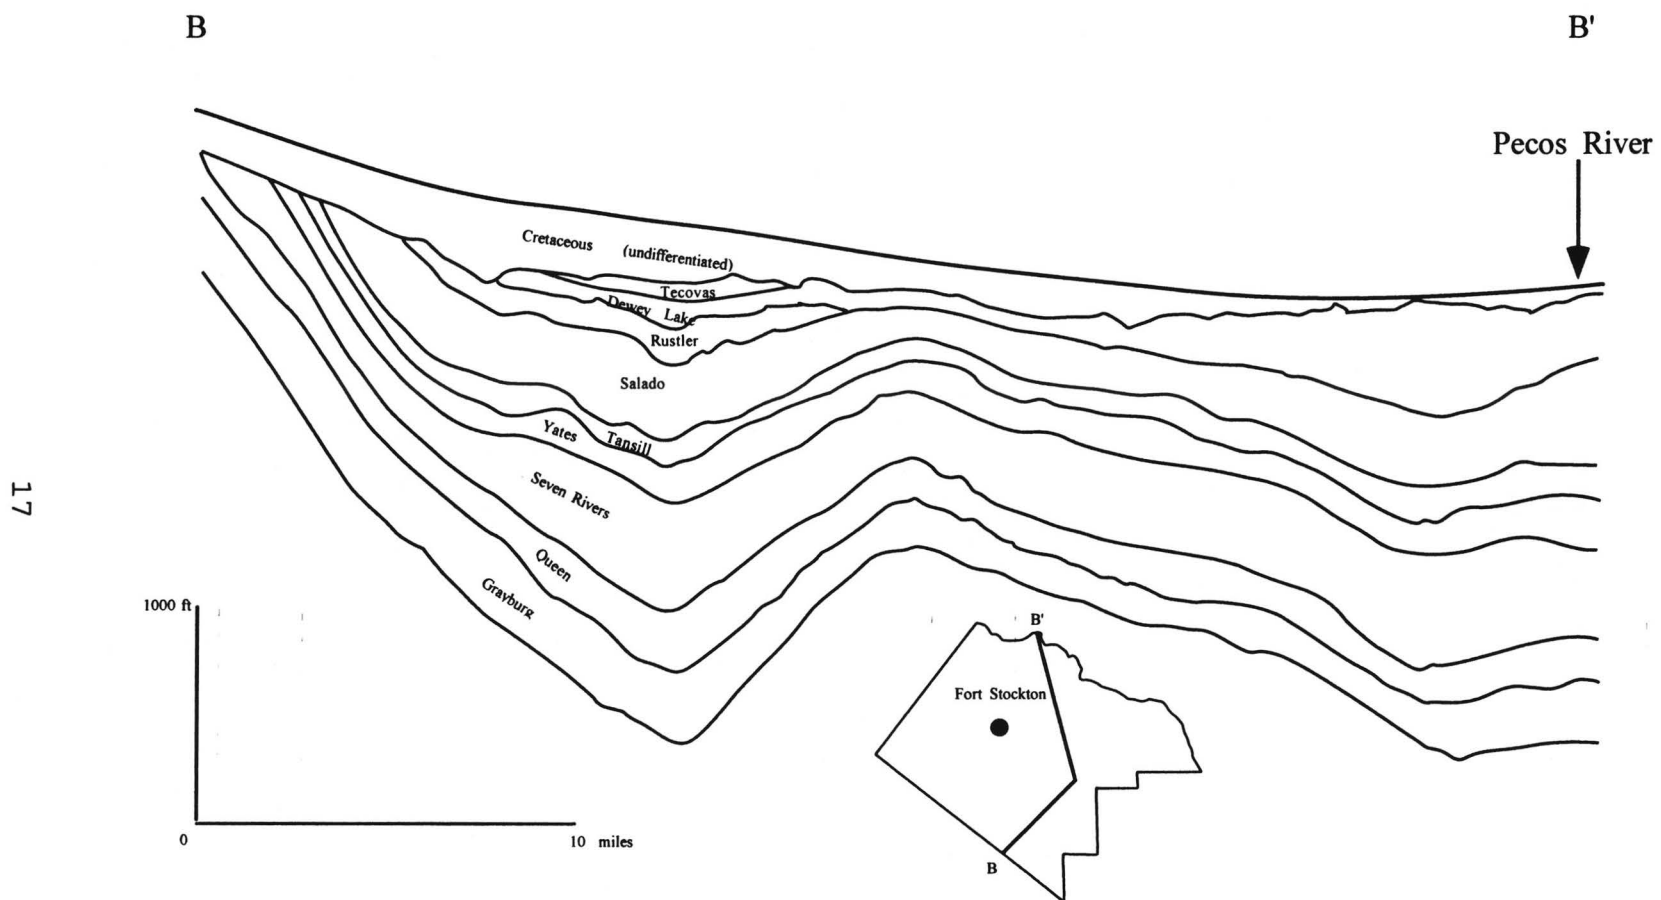 B
B'
Pecos River
Cretaceous (undifferentiated)
Tecovas
Dewey Lake
Rustler
Salado
Yates
Tansill
Seven Rivers
Queen
Grayburg
17
1000 ft
0
10 miles
B'
Fort Stockton
B